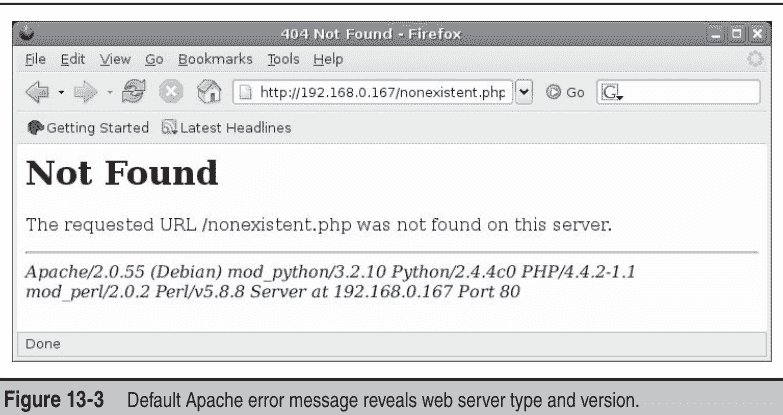 404 Not Found - Firefox
File Edit View Go Bookmarks Tools Help
http://192.168.0.167/nonexistent.php Go G
Getting Started Latest Headlines
Not Found
The requested URL /nonexistent.php was not found on this server.
Apache/2.0.55 (Debian) mod_python/3.2.10 Python/2.4.4c0 PHP/4.4.2-1.1
mod_perl/2.0.2 Perl/v5.8.8 Server at 192.168.0.167 Port 80
Done
Figure 13-3 Default Apache error message reveals web server type and version.